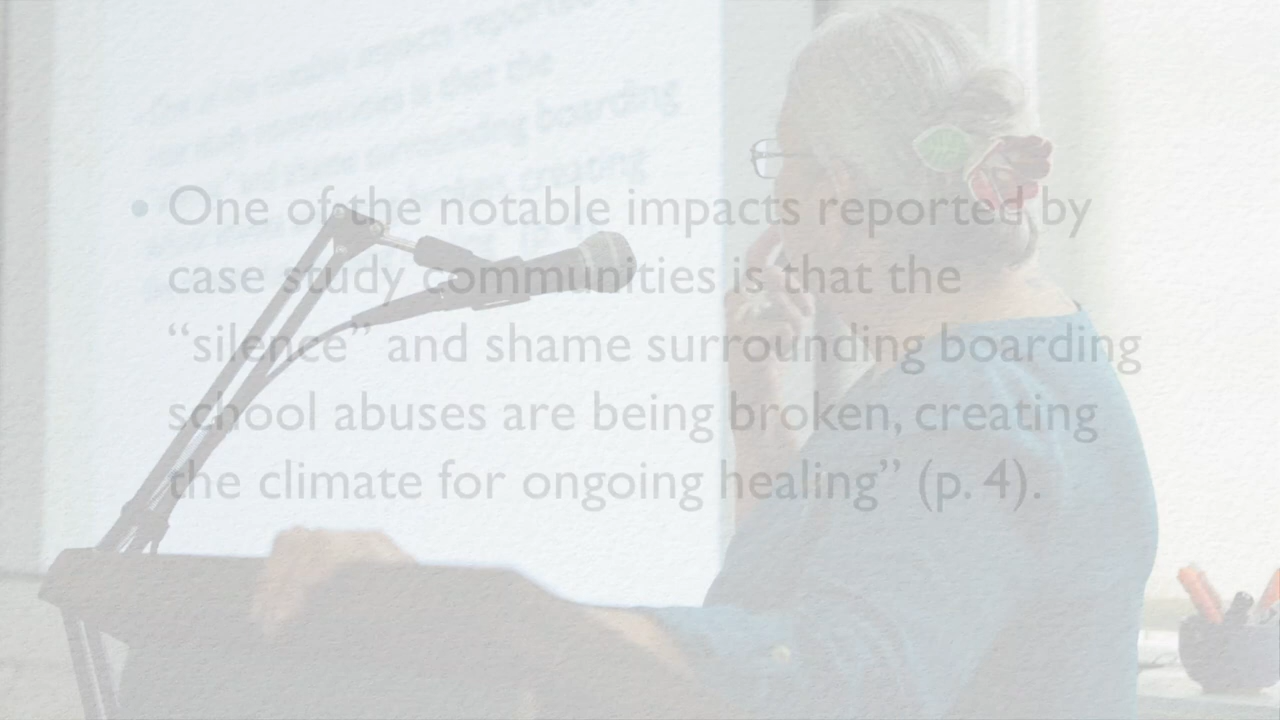 • One of the notable impacts reported by
case study communities is that the
“silence” and shame surrounding boarding
school abuses are being broken, creating
the climate for ongoing healing” (p. 4).